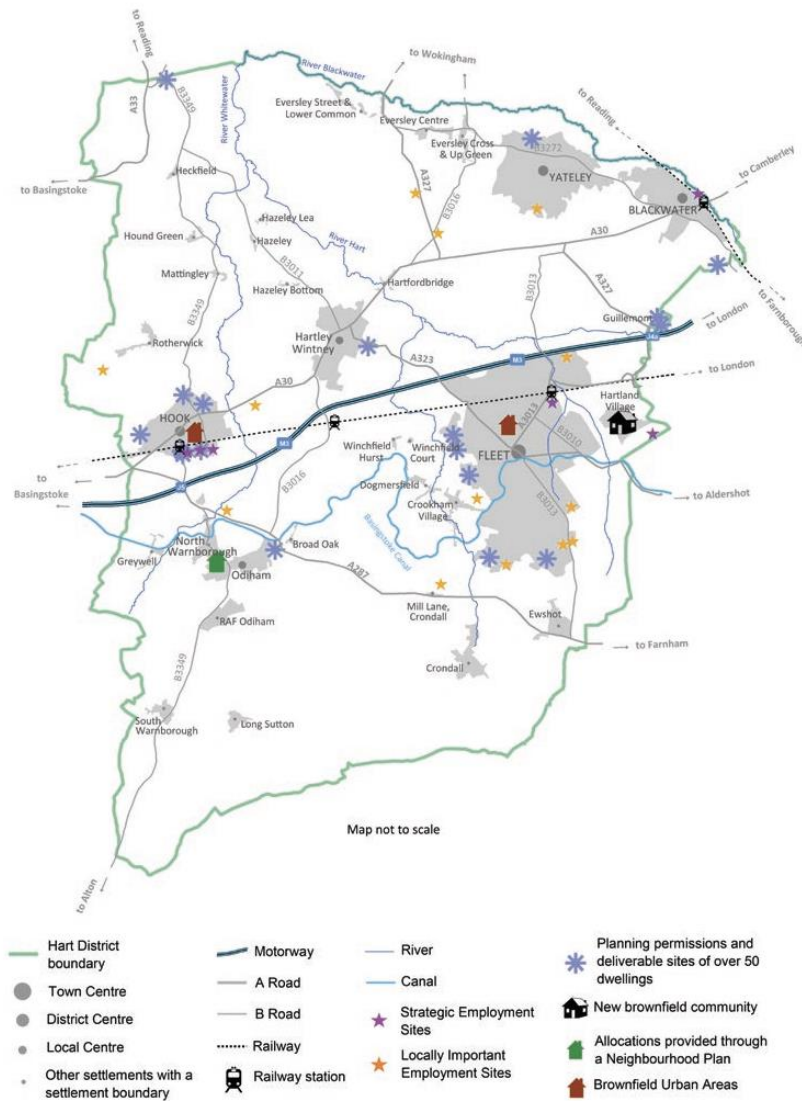 to Reading
to Wokingham
River Blackwater
A33
B3349
River Whitewater
Eversley Street &
Lower Common
Eversley Centre
Eversley Cross
& Up Green
to Reading
B3272
YATELEY
to Camberley
BLACKWATER
to Basingstoke
Heckfield
A327
B3016
Hazeley Lea
River Hart
Hound Green
Hazeley
A30
Mattingley
B3011
Hazeley Bottom
Hartfordbridge
B3013
A327
to Farnborough
B3349
Guillemont
to London
Rotherwick
Hartley
Wintney
A323
M3
J4a
A30
to London
HOOK
Hartland
Village
A3013
B3010
M3
Winchfield
Hurst
Winchfield
Court
FLEET
to
Basingstoke
B3016
Dogmersfield
Crookham
Village
B3013
to Aldershot
North
Warnborough
Broad Oak
Basingstoke Canal
Greywell
Odiham
A287
Mill Lane,
Crondall
Ewshot
RAF Odiham
to Farnham
B3349
Crondall
South
Warnborough
Long Sutton
Map not to scale
to Alton
Hart District
boundary
Town Centre
District Centre
Local Centre
Other settlements with a
settlement boundary
Motorway
A Road
B Road
Railway
Railway station
River
Canal
Strategic Employment
Sites
Locally Important
Employment Sites
Planning permissions and
deliverable sites of over 50
dwellings
New brownfield community
Allocations provided through
a Neighbourhood Plan
Brownfield Urban Areas